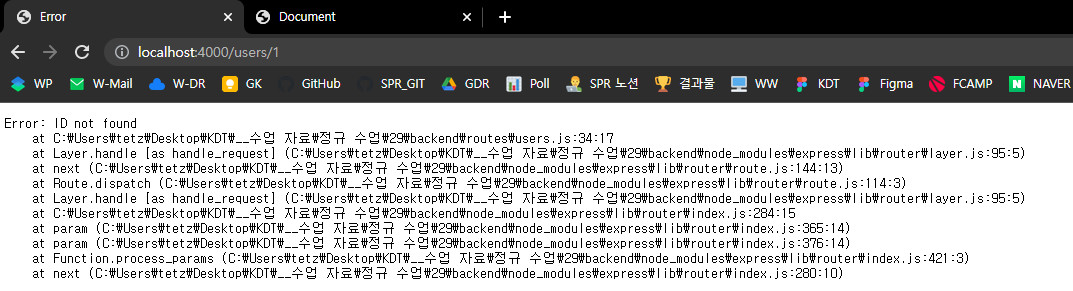 Error
Document
localhost:4000/users/1
WP W-Mail W-DR GK GitHub SPR_GIT GDR Poll SPR 노션 결과물 WW KDT Figma FCAMP NAVER
Error: ID not found
at C:₩Users₩tetz₩Desktop₩KDT₩__수업 자료₩정규 수업₩29₩backend₩routes₩users.js:34:17
at Layer.handle [as handle_request] (C:₩Users₩tetz₩Desktop₩KDT₩__수업 자료₩정규 수업₩29₩backend₩node_modules₩express₩lib₩router₩layer.js:95:5)
at next (C:₩Users₩tetz₩Desktop₩KDT₩__수업 자료₩정규 수업₩29₩backend₩node_modules₩express₩lib₩router₩route.js:144:13)
at Route.dispatch (C:₩Users₩tetz₩Desktop₩KDT₩__수업 자료₩정규 수업₩29₩backend₩node_modules₩express₩lib₩router₩route.js:114:3)
at Layer.handle [as handle_request] (C:₩Users₩tetz₩Desktop₩KDT₩__수업 자료₩정규 수업₩29₩backend₩node_modules₩express₩lib₩router₩layer.js:95:5)
at C:₩Users₩tetz₩Desktop₩KDT₩__수업 자료₩정규 수업₩29₩backend₩node_modules₩express₩lib₩router₩index.js:284:15
at param (C:₩Users₩tetz₩Desktop₩KDT₩__수업 자료₩정규 수업₩29₩backend₩node_modules₩express₩lib₩router₩index.js:365:14)
at param (C:₩Users₩tetz₩Desktop₩KDT₩__수업 자료₩정규 수업₩29₩backend₩node_modules₩express₩lib₩router₩index.js:376:14)
at Function.process_params (C:₩Users₩tetz₩Desktop₩KDT₩__수업 자료₩정규 수업₩29₩backend₩node_modules₩express₩lib₩router₩index.js:421:3)
at next (C:₩Users₩tetz₩Desktop₩KDT₩__수업 자료₩정규 수업₩29₩backend₩node_modules₩express₩lib₩router₩index.js:280:10)